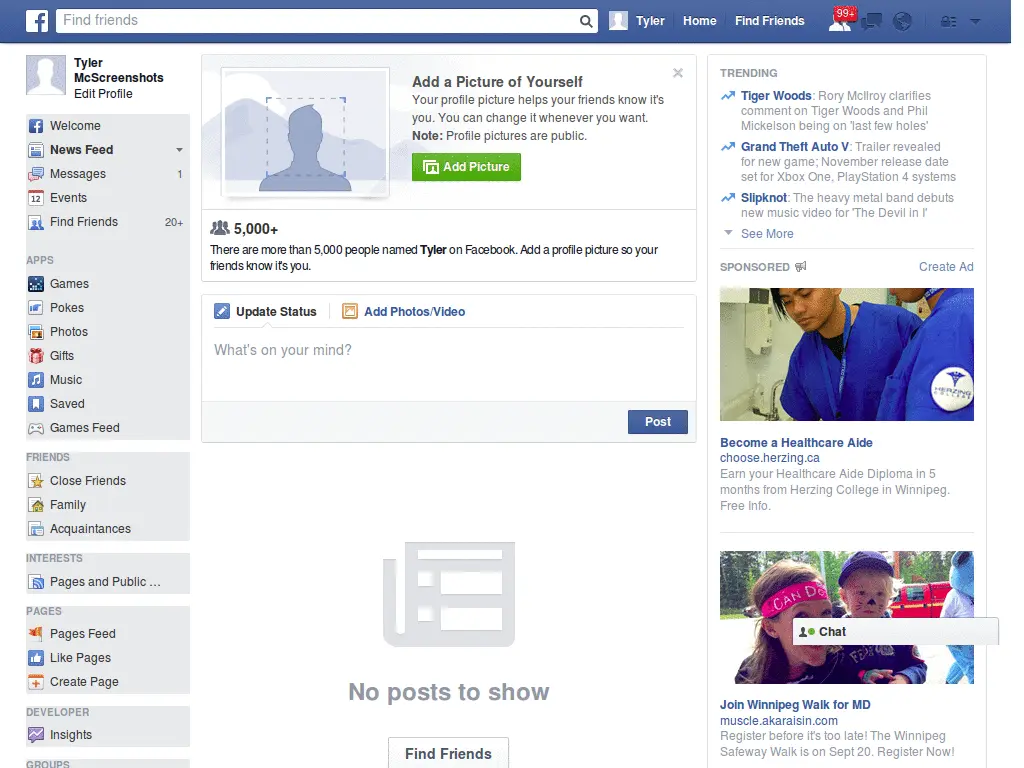 Find friends
Tyler
Home
Find Friends
99+
Tyler
McScreenshots
Edit Profile
Welcome
News Feed
Messages 1
12 Events
Find Friends 20+
APPS
Games
Pokes
Photos
Gifts
Music
Saved
Games Feed
FRIENDS
Close Friends
Family
Acquaintances
INTERESTS
Pages and Public ...
PAGES
Pages Feed
Like Pages
Create Page
DEVELOPER
Insights
GROUPS
Add a Picture of Yourself
Your profile picture helps your friends know it's
you. You can change it whenever you want.
Note: Profile pictures are public.
Add Picture
5,000+
There are more than 5,000 people named Tyler on Facebook. Add a profile picture so your
friends know it's you.
Update Status
Add Photos/Video
What's on your mind?
Post
No posts to show
Find Friends
TRENDING
Tiger Woods: Rory McIlroy clarifies
comment on Tiger Woods and Phil
Mickelson being on 'last few holes'
Grand Theft Auto V: Trailer revealed
for new game; November release date
set for Xbox One, PlayStation 4 systems
Slipknot: The heavy metal band debuts
new music video for 'The Devil in I'
See More
SPONSORED
Create Ad
HERZING
COLLEGE
Become a Healthcare Aide
choose.herzing.ca
Earn your Healthcare Aide Diploma in 5
months from Herzing College in Winnipeg.
Free Info.
CAN DO
Chat
Join Winnipeg Walk for MD
muscle.akaraisin.com
Register before it's too late! The Winnipeg
Safeway Walk is on Sept 20. Register Now!